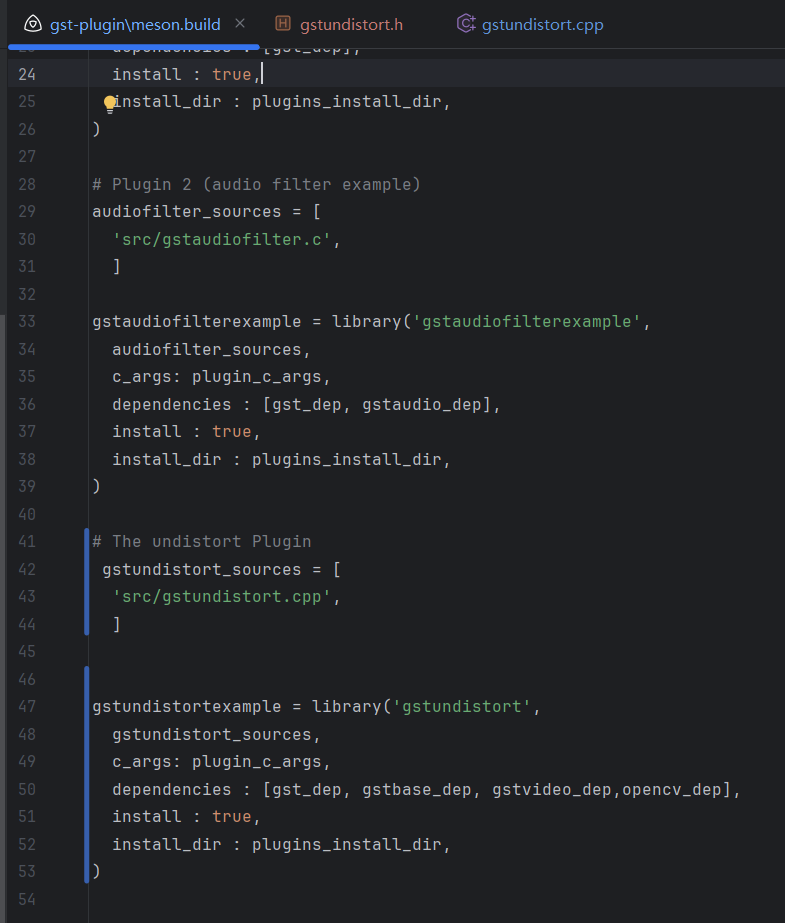 gst-plugin\meson.build × H gstundistort.h C++ gstundistort.cpp
23 dependencies : [gst_dep],
24 install : true,
25 install_dir : plugins_install_dir,
26 )
27
28 # Plugin 2 (audio filter example)
29 audiofilter_sources = [
30 'src/gstaudiofilter.c',
31 ]
32
33 gstaudiofilterexample = library('gstaudiofilterexample',
34 audiofilter_sources,
35 c_args: plugin_c_args,
36 dependencies : [gst_dep, gstaudio_dep],
37 install : true,
38 install_dir : plugins_install_dir,
39 )
40
41 # The undistort Plugin
42 gstundistort_sources = [
43 'src/gstundistort.cpp',
44 ]
45
46
47 gstundistortexample = library('gstundistort',
48 gstundistort_sources,
49 c_args: plugin_c_args,
50 dependencies : [gst_dep, gstbase_dep, gstvideo_dep,opencv_dep],
51 install : true,
52 install_dir : plugins_install_dir,
53 )
54